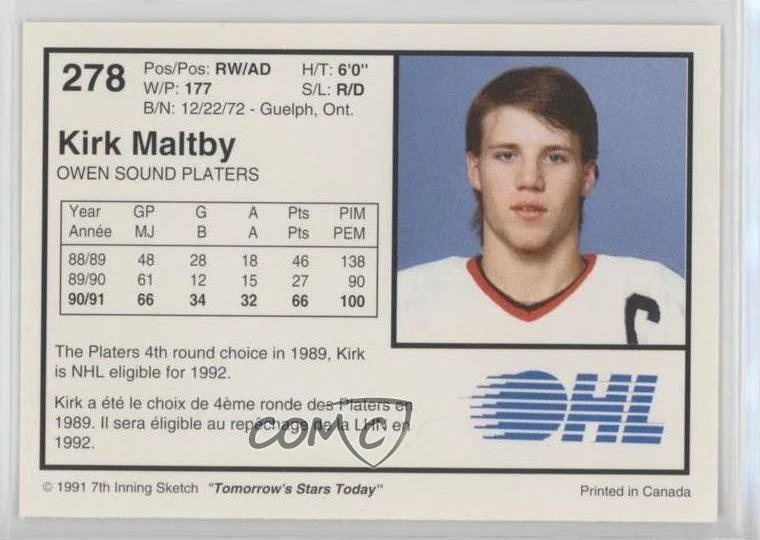 278
Pos/Pos: RW/AD H/T: 6'0"
W/P: 177 S/L: R/D
B/N: 12/22/72 - Guelph, Ont.
Kirk Maltby
OWEN SOUND PLATERS
Year GP G A Pts PIM
Année MJ B A Pts PEM
88/89 48 28 18 46 138
89/90 61 12 15 27 90
90/91 66 34 32 66 100
The Platers 4th round choice in 1989, Kirk
is NHL eligible for 1992.
Kirk a été le choix de 4ème ronde des Platers en
1989. Il sera éligible au repéchage de la LHN en
1992.
COMC
C
OHL
© 1991 7th Inning Sketch "Tomorrow's Stars Today" Printed in Canada